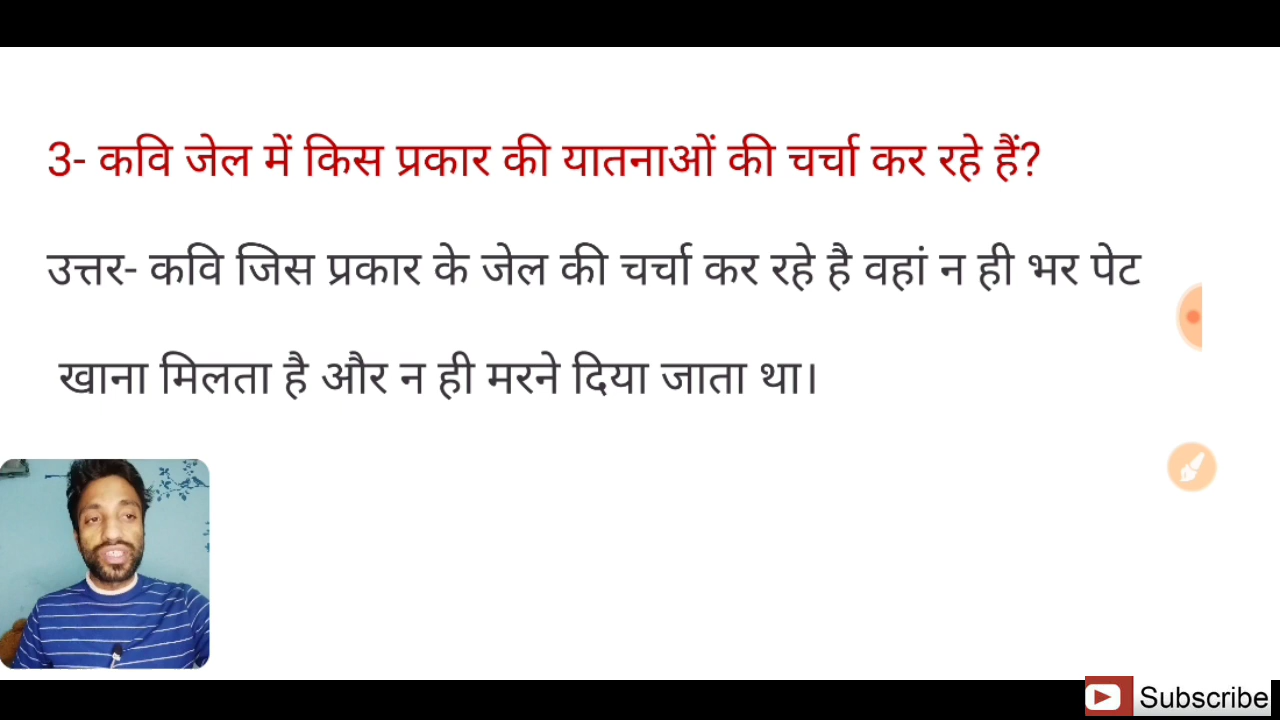 3- कवि जेल में किस प्रकार की यातनाओं की चर्चा कर रहे हैं?
उत्तर- कवि जिस प्रकार के जेल की चर्चा कर रहे है वहां न ही भर पेट
खाना मिलता है और न ही मरने दिया जाता था।
Subscribe